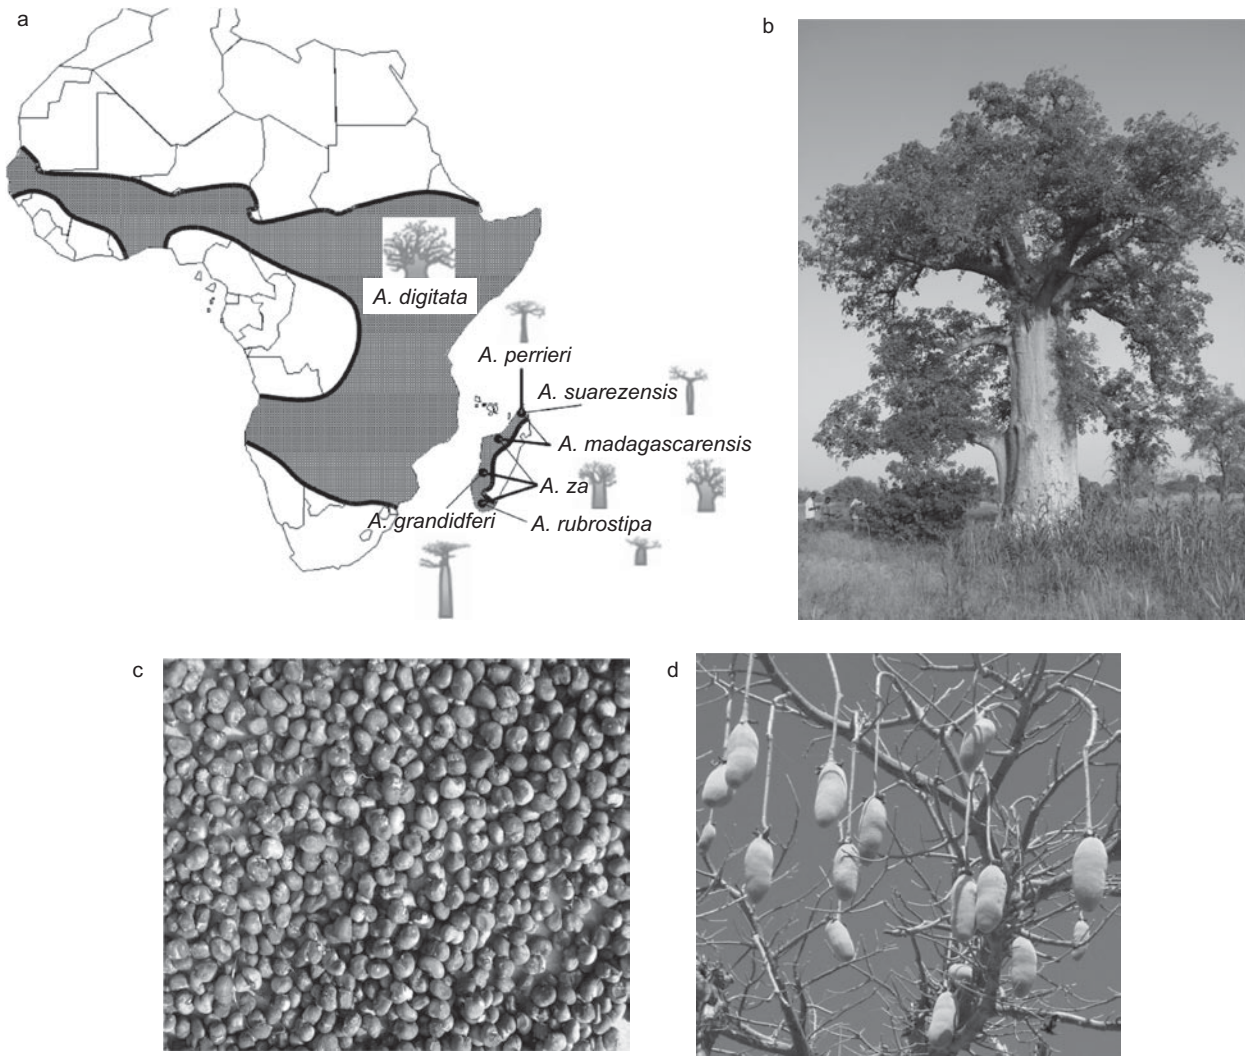 a
b
A. digitata
A. perrieri
A. suarezensis
A. madagascarensis
A. za
A. grandidferi
A. rubrostipa
c
d